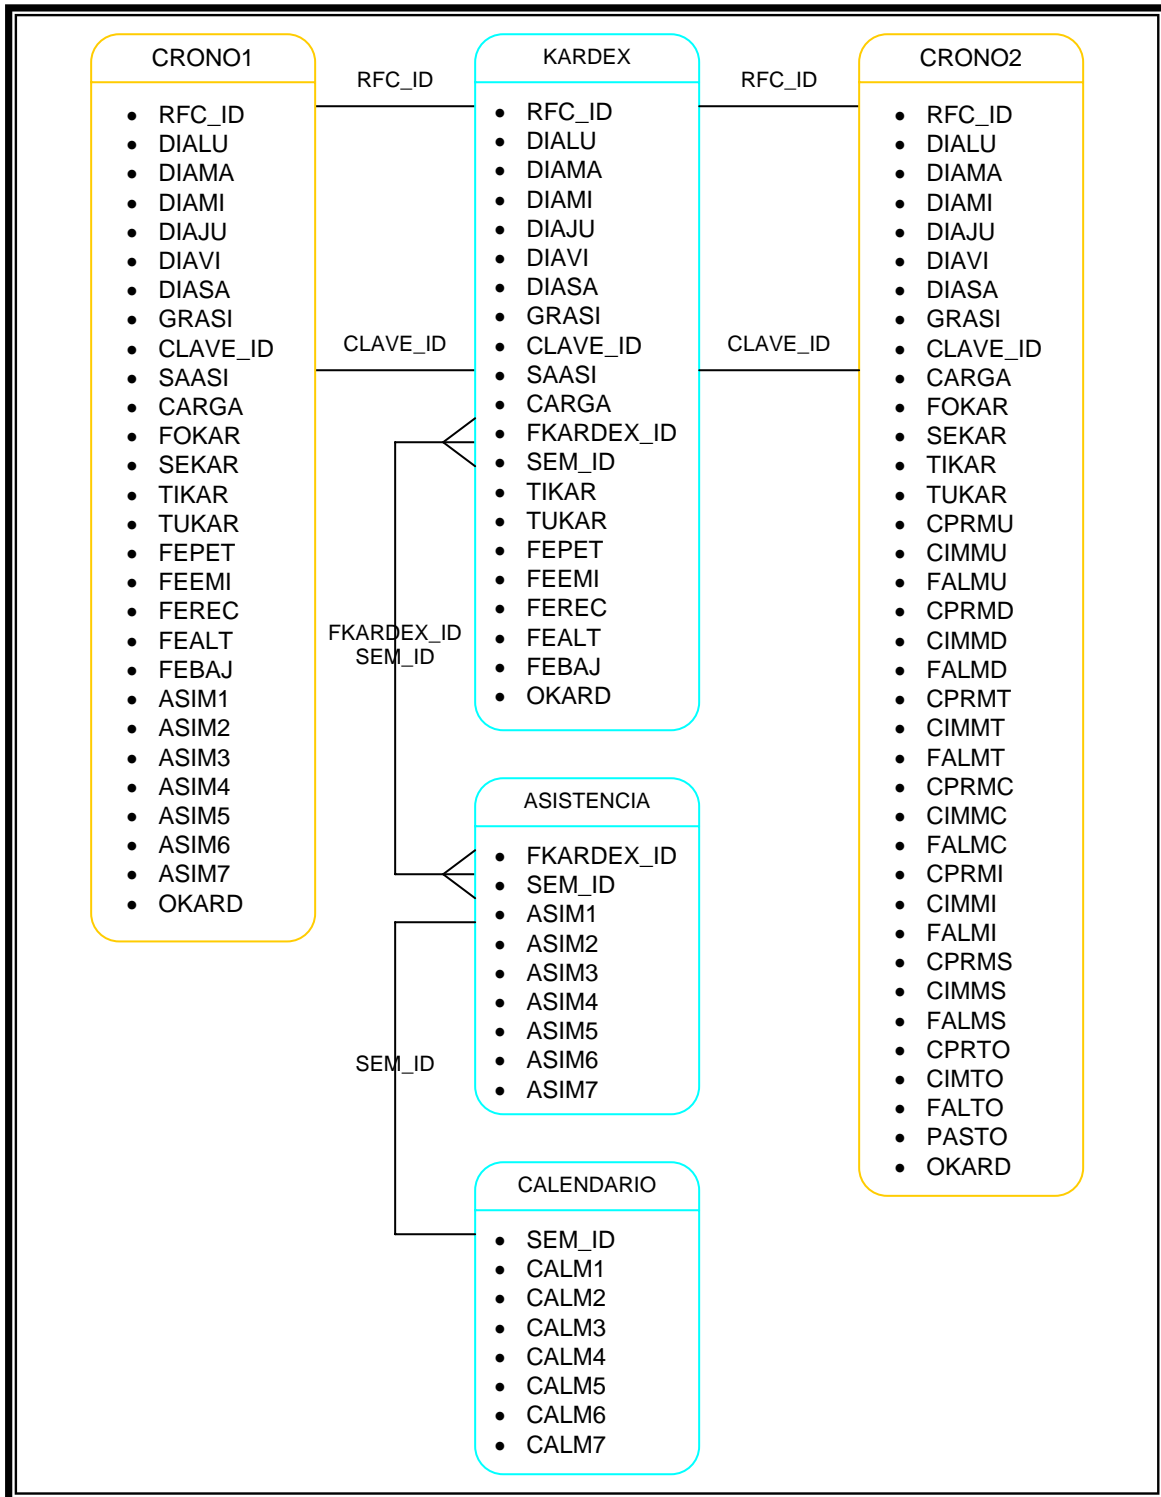 CRONO1
RFC_ID
DIALU
DIAMA
DIAMI
DIAJU
DIAVI
DIASA
GRASI
CLAVE_ID
SAASI
CARGA
FOKAR
SEKAR
TIKAR
TUKAR
FEPET
FEEMI
FEREC
FEALT
FEBAJ
ASIM1
ASIM2
ASIM3
ASIM4
ASIM5
ASIM6
ASIM7
OKARD
RFC_ID
CLAVE_ID
FKARDEX_ID
SEM_ID
SEM_ID
KARDEX
RFC_ID
DIALU
DIAMA
DIAMI
DIAJU
DIAVI
DIASA
GRASI
CLAVE_ID
SAASI
CARGA
FKARDEX_ID
SEM_ID
TIKAR
TUKAR
FEPET
FEEMI
FEREC
FEALT
FEBAJ
OKARD
ASISTENCIA
FKARDEX_ID
SEM_ID
ASIM1
ASIM2
ASIM3
ASIM4
ASIM5
ASIM6
ASIM7
CALENDARIO
SEM_ID
CALM1
CALM2
CALM3
CALM4
CALM5
CALM6
CALM7
RFC_ID
CLAVE_ID
CRONO2
RFC_ID
DIALU
DIAMA
DIAMI
DIAJU
DIAVI
DIASA
GRASI
CLAVE_ID
CARGA
FOKAR
SEKAR
TIKAR
TUKAR
CPRMU
CIMMU
FALMU
CPRMD
CIMMD
FALMD
CPRMT
CIMMT
FALMT
CPRMC
CIMMC
FALMC
CPRMI
CIMMI
FALMI
CPRMS
CIMMS
FALMS
CPRTO
CIMTO
FALTO
PASTO
OKARD